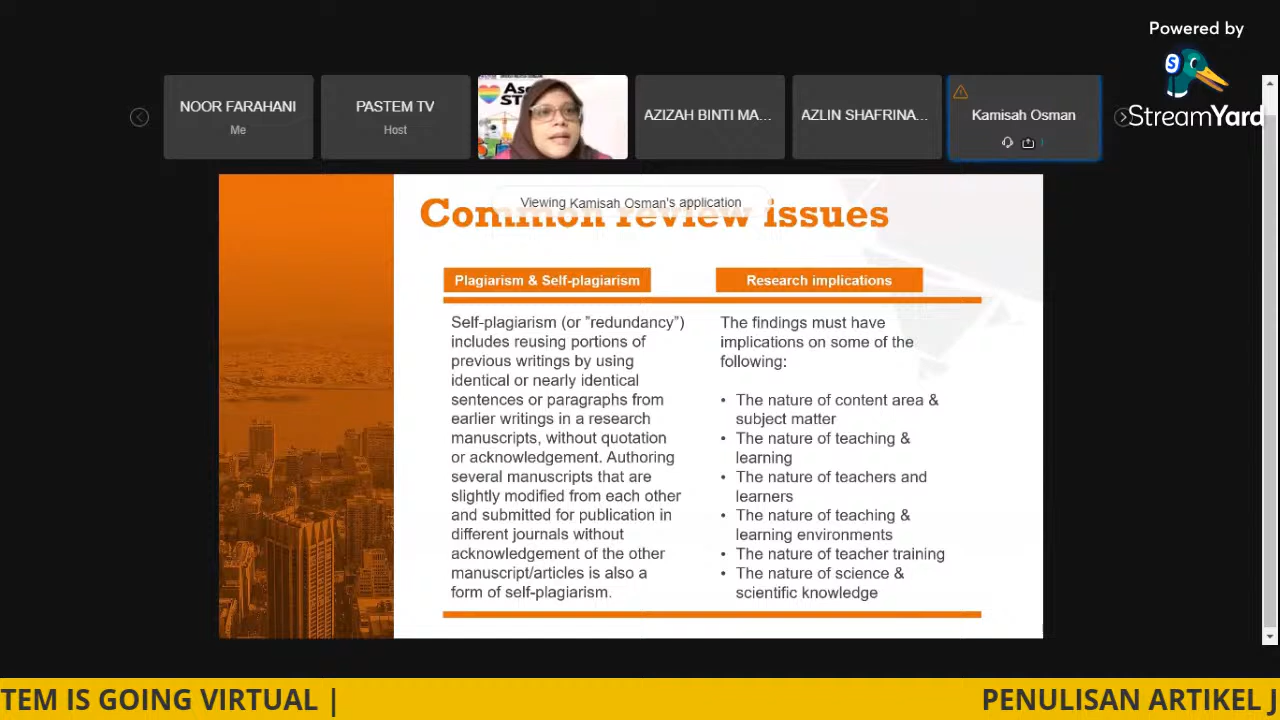 Powered by
StreamYard
NOOR FARAHANI
Me
PASTEM TV
Host
AZIZAH BINTI MA...
AZLIN SHAFRINA...
Kamisah Osman
Viewing Kamisah Osman's application
Common review issues
Plagiarism & Self-plagiarism
Self-plagiarism (or "redundancy")
includes reusing portions of
previous writings by using
identical or nearly identical
sentences or paragraphs from
earlier writings in a research
manuscripts, without quotation
or acknowledgement. Authoring
several manuscripts that are
slightly modified from each other
and submitted for publication in
different journals without
acknowledgement of the other
manuscript/articles is also a
form of self-plagiarism.
Research implications
The findings must have
implications on some of the
following:
• The nature of content area &
subject matter
• The nature of teaching &
learning
• The nature of teachers and
learners
• The nature of teaching &
learning environments
• The nature of teacher training
• The nature of science &
scientific knowledge
TEM IS GOING VIRTUAL |
PENULISAN ARTIKEL J